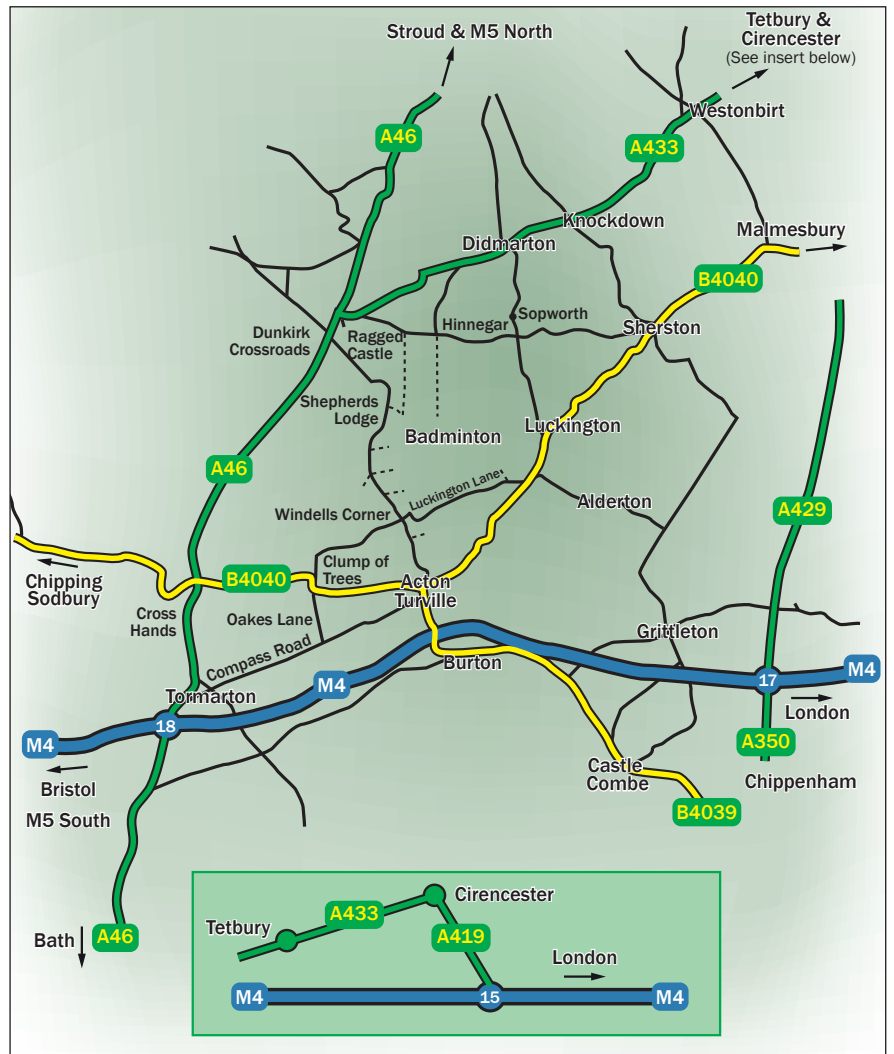 Stroud & M5 North
Tetbury &
Cirencester
(See insert below)
Westonbirt
A46
A433
Knockdown
Didmarton
Malmesbury
B4040
Hinnegar
Sopworth
Sherston
Dunkirk
Crossroads
Ragged
Castle
Shepherds
Lodge
Badminton
Luckington
A46
Luckington Lane
Alderton
A429
Windells Corner
Chipping
Sodbury
B4040
Clump of
Trees
Acton
Turville
Cross
Hands
Oakes Lane
Compass Road
Grittleton
Burton
Tormarton
M4
17
M4
London
18
M4
Bristol
M5 South
A350
Chippenham
Castle
Combe
B4039
Bath
A46
Tetbury
A433
Cirencester
A419
London
M4
15
M4